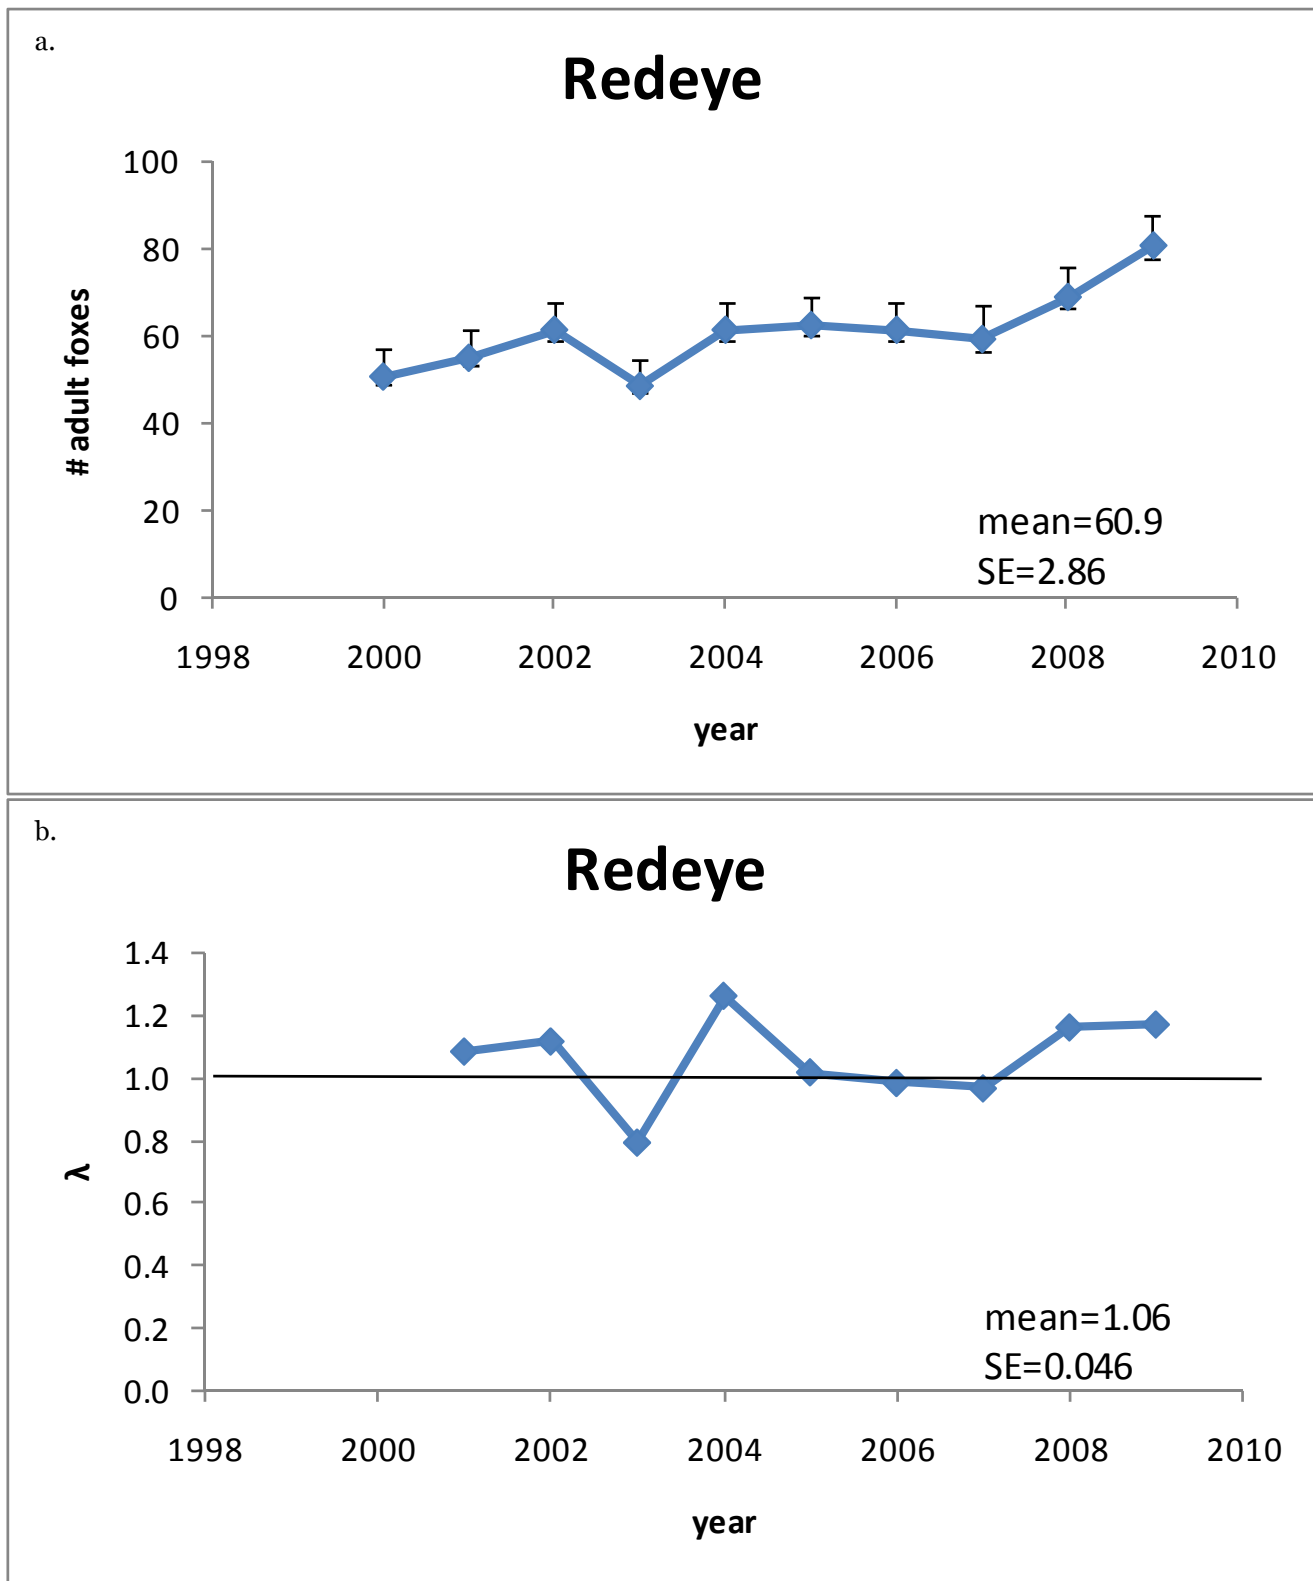 a.
Redeye
100
80
60
40
20
0
# adult foxes
mean=60.9
SE=2.86
1998 2000 2002 2004 2006 2008 2010
year
b.
Redeye
1.4
1.2
1.0
0.8
0.6
0.4
0.2
0.0
λ
mean=1.06
SE=0.046
1998 2000 2002 2004 2006 2008 2010
year